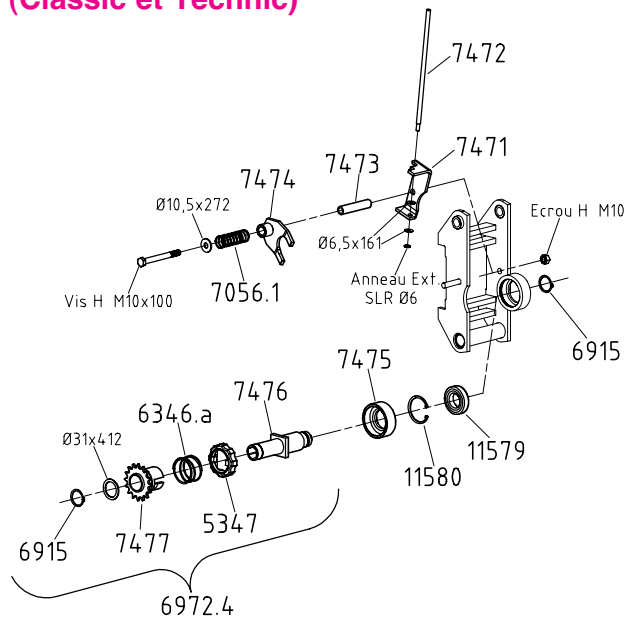 (Classic et Technic)
7472
7471
7473
7474
Ø10,5x272
Ø6,5x161
Ecrou H M10
Anneau Ext.
SLR Ø6
Vis H M10x100
7056.1
6915
7475
7476
6346.a
Ø31x412
11579
11580
5347
7477
6915
6972.4